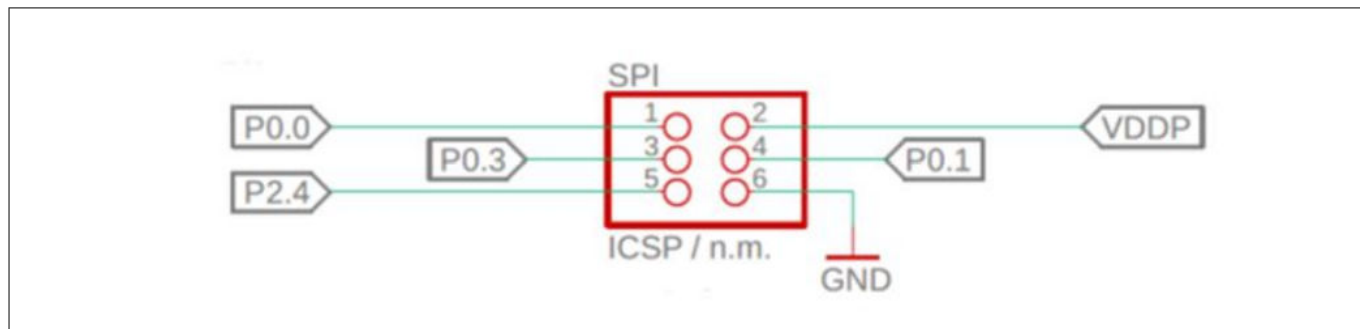 SPI
P0.0 1 2 VDDP
P0.3 3 4 P0.1
P2.4 5 6
ICSP / n.m.
GND